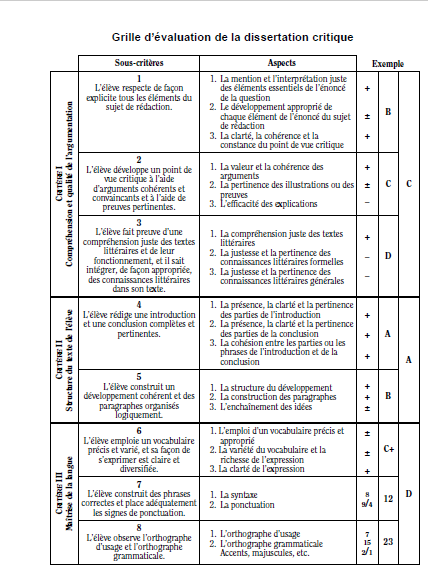 Grille d'évaluation de la dissertation critique
Sous-critères
Aspects
Exemple
CRITÈRE I
Compréhension et qualité de l'argumentation
1
L'élève respecte de façon
explicite tous les éléments du
sujet de rédaction.
1. La mention et l'interprétation juste
des éléments essentiels de l'énoncé
de la question
2. Le développement approprié de
chaque élément de l'énoncé du sujet
de rédaction
3. La clarté, la cohérence et la
constance du point de vue critique
+
±
+
B
2
L'élève développe un point de
vue critique à l'aide
d'arguments cohérents et
convaincants et à l'aide de
preuves pertinentes.
1. La valeur et la cohérence des
arguments
2. La pertinence des illustrations ou des
preuves
3. L'efficacité des explications
+
±
–
C
C
3
L'élève fait preuve d'une
compréhension juste des textes
littéraires et de leur
fonctionnement, et il sait
intégrer, de façon appropriée,
des connaissances littéraires
dans son texte.
1. La compréhension juste des textes
littéraires
2. La justesse et la pertinence des
connaissances littéraires formelles
3. La justesse et la pertinence des
connaissances littéraires générales
+
–
–
D
CRITÈRE II
Structure du texte de l'élève
4
L'élève rédige une introduction
et une conclusion complètes et
pertinentes.
1. La présence, la clarté et la pertinence
des parties de l'introduction
2. La présence, la clarté et la pertinence
des parties de la conclusion
3. La cohésion entre les parties ou les
phrases de l'introduction et de la
conclusion
+
+
+
A
A
5
L'élève construit un
développement cohérent et des
paragraphes organisés
logiquement.
1. La structure du développement
2. La construction des paragraphes
3. L'enchaînement des idées
+
+
±
B
CRITÈRE III
Maîtrise de la langue
6
L'élève emploie un vocabulaire
précis et varié, et sa façon de
s'exprimer est claire et
diversifiée.
1. L'emploi d'un vocabulaire précis et
approprié
2. La variété du vocabulaire et la
richesse de l'expression
3. La clarté de l'expression
±
±
+
C+
7
L'élève construit des phrases
correctes et place adéquatement
les signes de ponctuation.
1. La syntaxe
2. La ponctuation
8
9/4
12
D
8
L'élève observe l'orthographe
d'usage et l'orthographe
grammaticale.
1. L'orthographe d'usage
2. L'orthographe grammaticale
Accents, majuscules, etc.
7
15
2/1
23